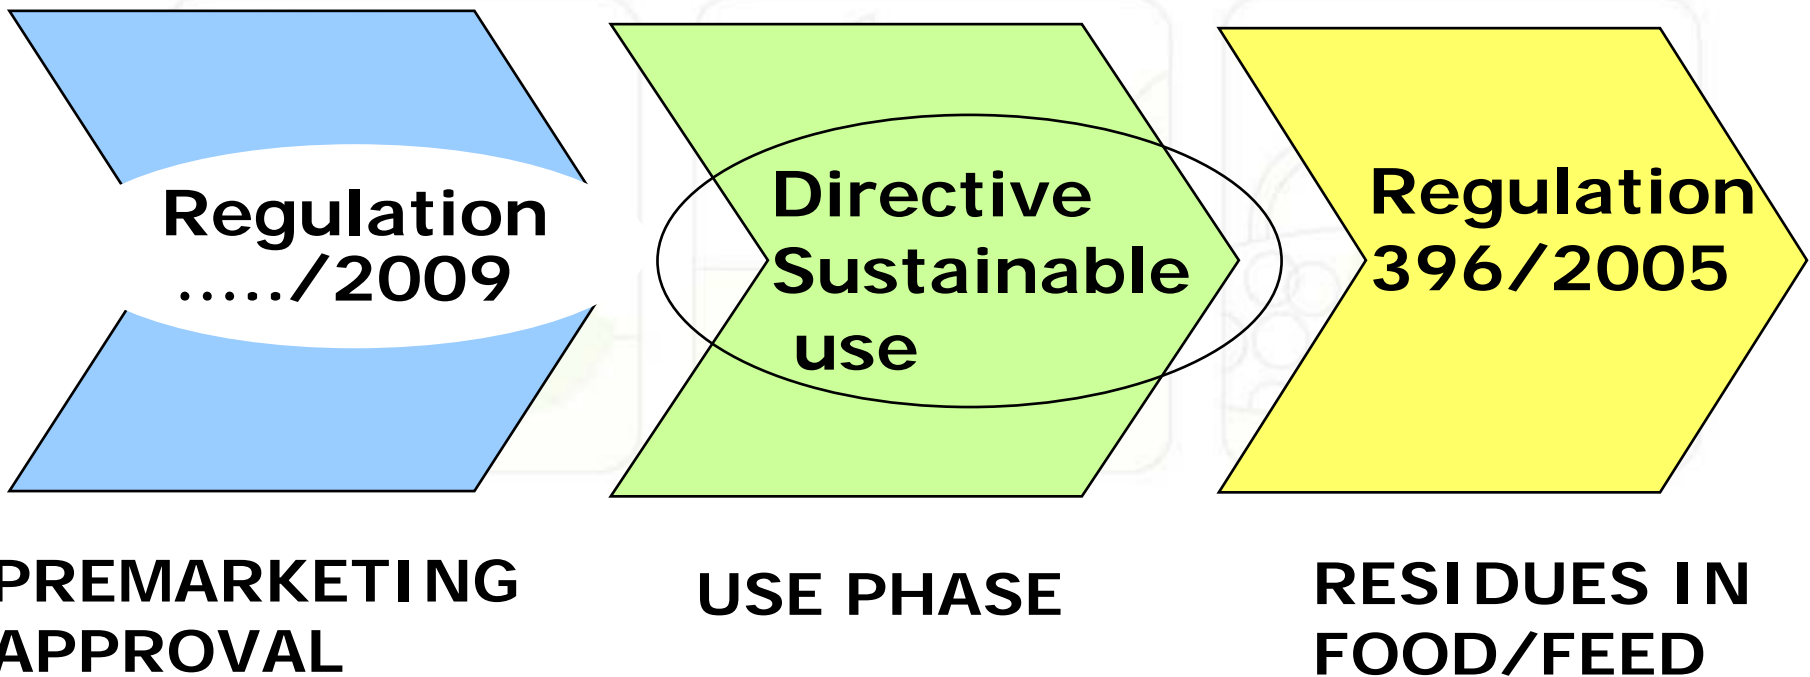 Regulation
...../2009
Directive
Sustainable
use
Regulation
396/2005
PREMARKETING
APPROVAL
USE PHASE
RESIDUES IN
FOOD/FEED